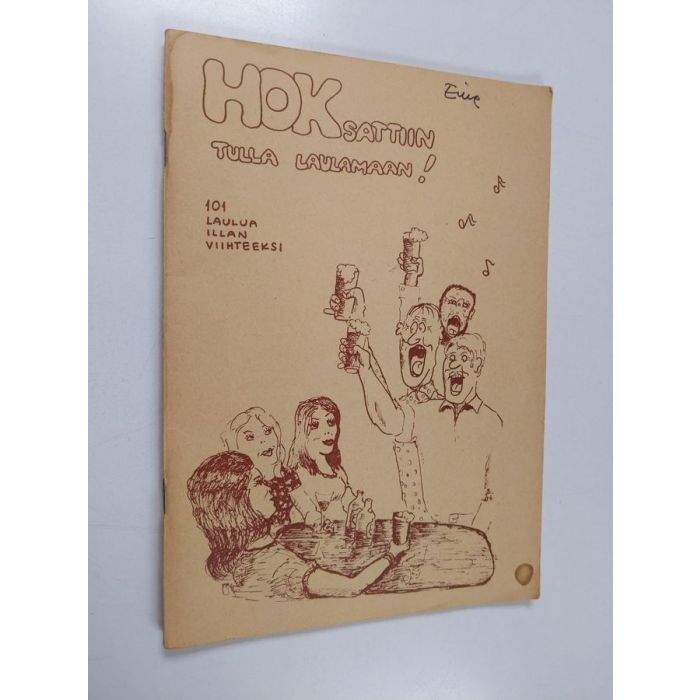 HOKSATTIIN
TULLA LAULAMAAN!
101
LAULUA
ILLAN
VIIHTEEKSI